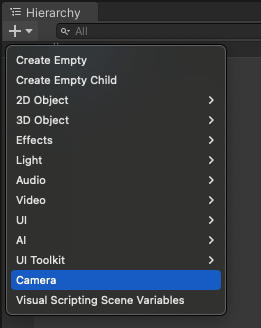 Hierarchy
All
Create Empty
Create Empty Child
2D Object
3D Object
Effects
Light
Audio
Video
UI
AI
UI Toolkit
Camera
Visual Scripting Scene Variables